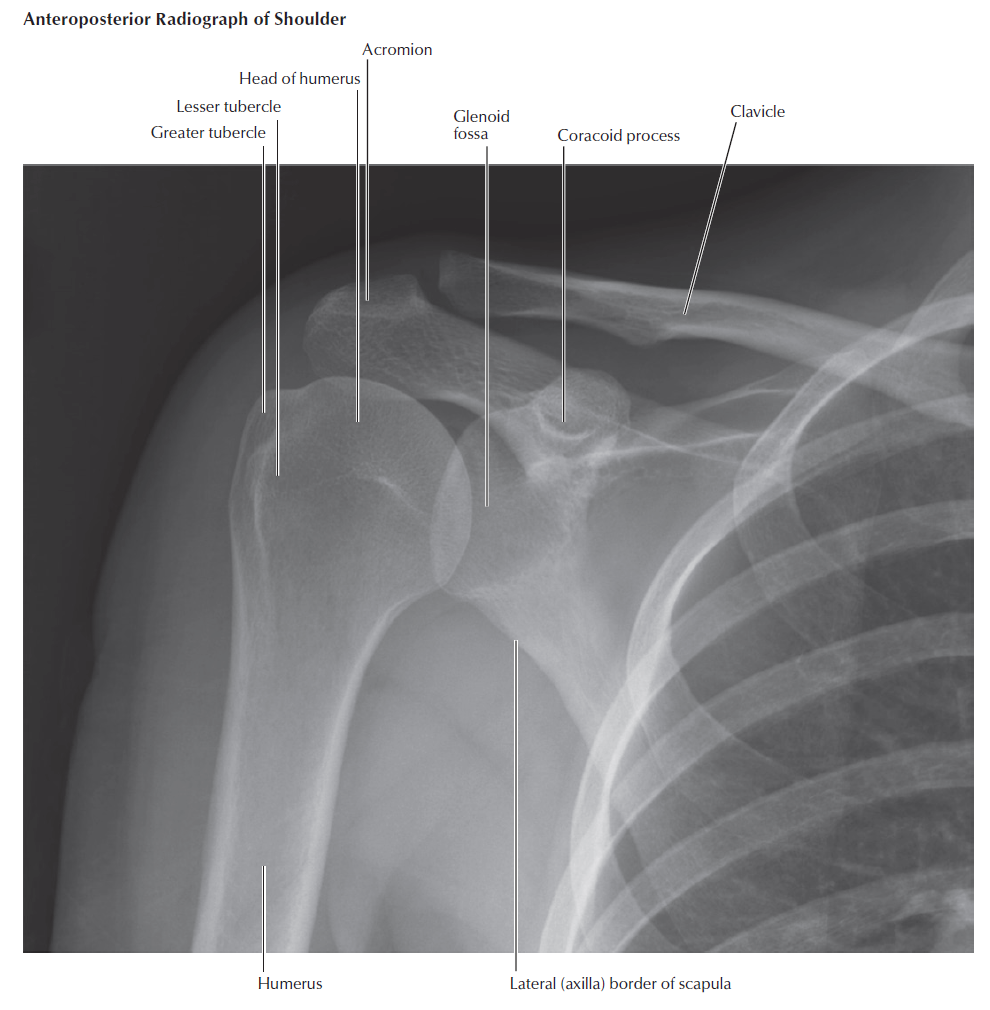 Anteroposterior Radiograph of Shoulder
Acromion
Head of humerus
Lesser tubercle
Greater tubercle
Glenoid
fossa
Coracoid process
Clavicle
Humerus
Lateral (axilla) border of scapula